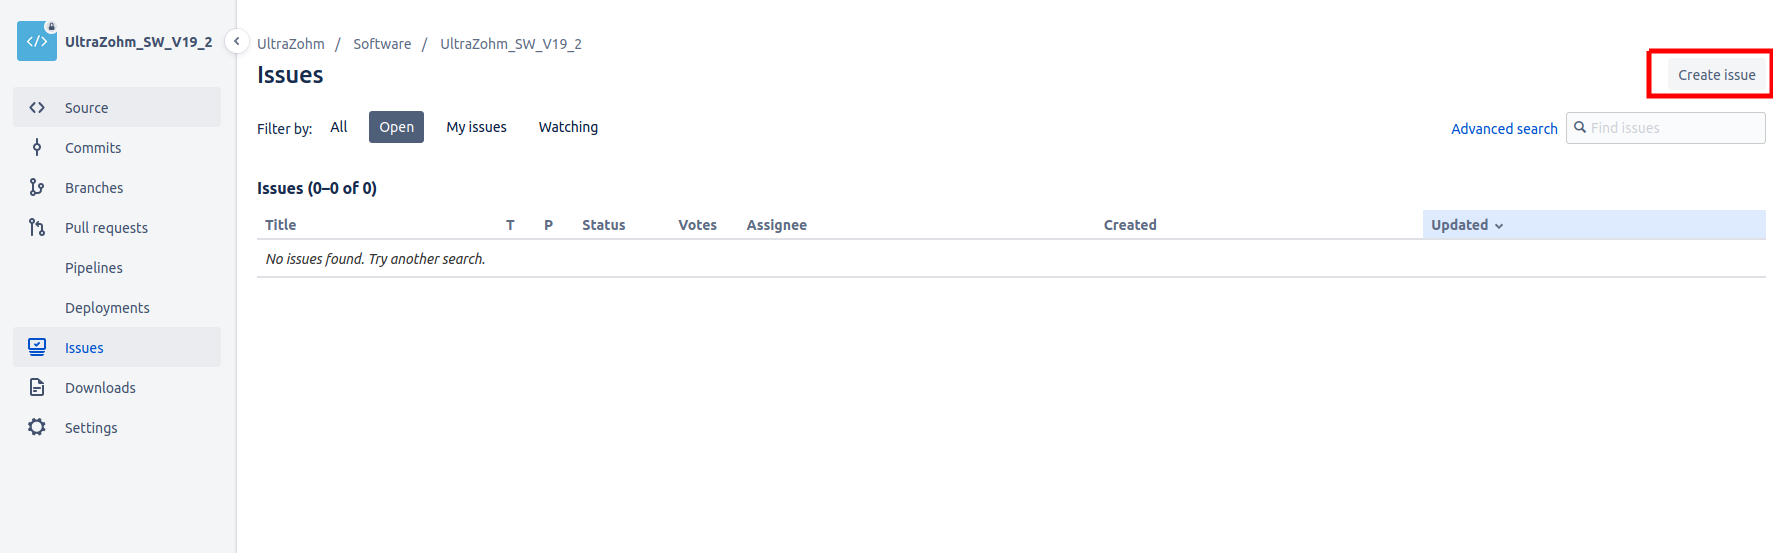 UltraZohm_SW_V19_2
Source
Commits
Branches
Pull requests
Pipelines
Deployments
Issues
Downloads
Settings
UltraZohm / Software / UltraZohm_SW_V19_2
Issues
Create issue
Filter by: All Open My issues Watching
Advanced search Find issues
Issues (0–0 of 0)
Title T P Status Votes Assignee Created Updated
No issues found. Try another search.